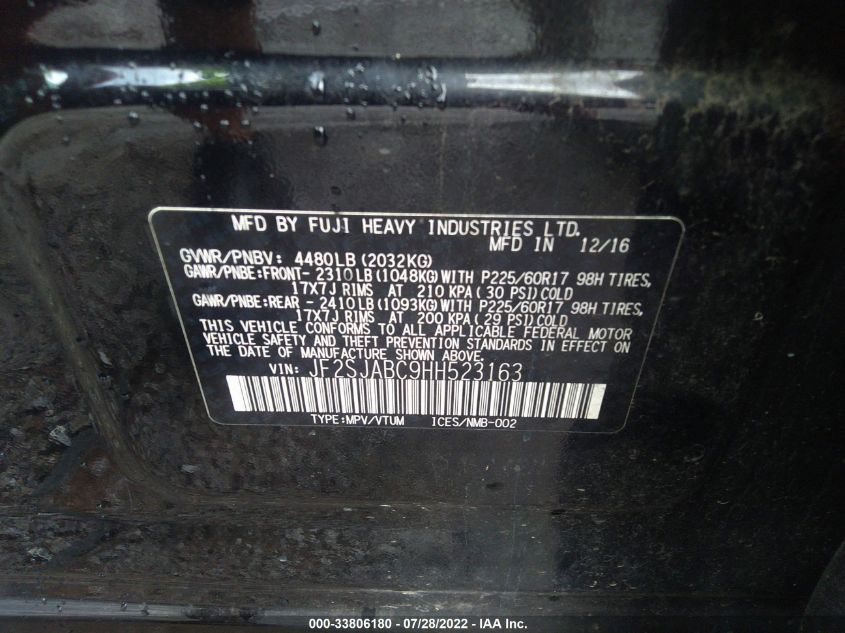 MFD BY FUJI HEAVY INDUSTRIES LTD.
MFD IN 12/16
GVWR/PNBV: 4480LB (2032KG)
GAWR/PNBE:FRONT- 2310LB (1048KG) WITH P225/60R17 98H TIRES,
17X7J RIMS AT 210 KPA (30 PSI) COLD
GAWR/PNBE:REAR - 2410LB (1093KG) WITH P225/60R17 98H TIRES,
17X7J RIMS AT 200 KPA (29 PSI) COLD
THIS VEHICLE CONFORMS TO ALL APPLICABLE FEDERAL MOTOR
VEHICLE SAFETY AND THEFT PREVENTION STANDARDS IN EFFECT ON
THE DATE OF MANUFACTURE SHOWN ABOVE.
VIN: JF2SJABC9HH523163
TYPE:MPV/VTUM ICES/NMB-002
000-33806180 - 07/28/2022 - IAA Inc.